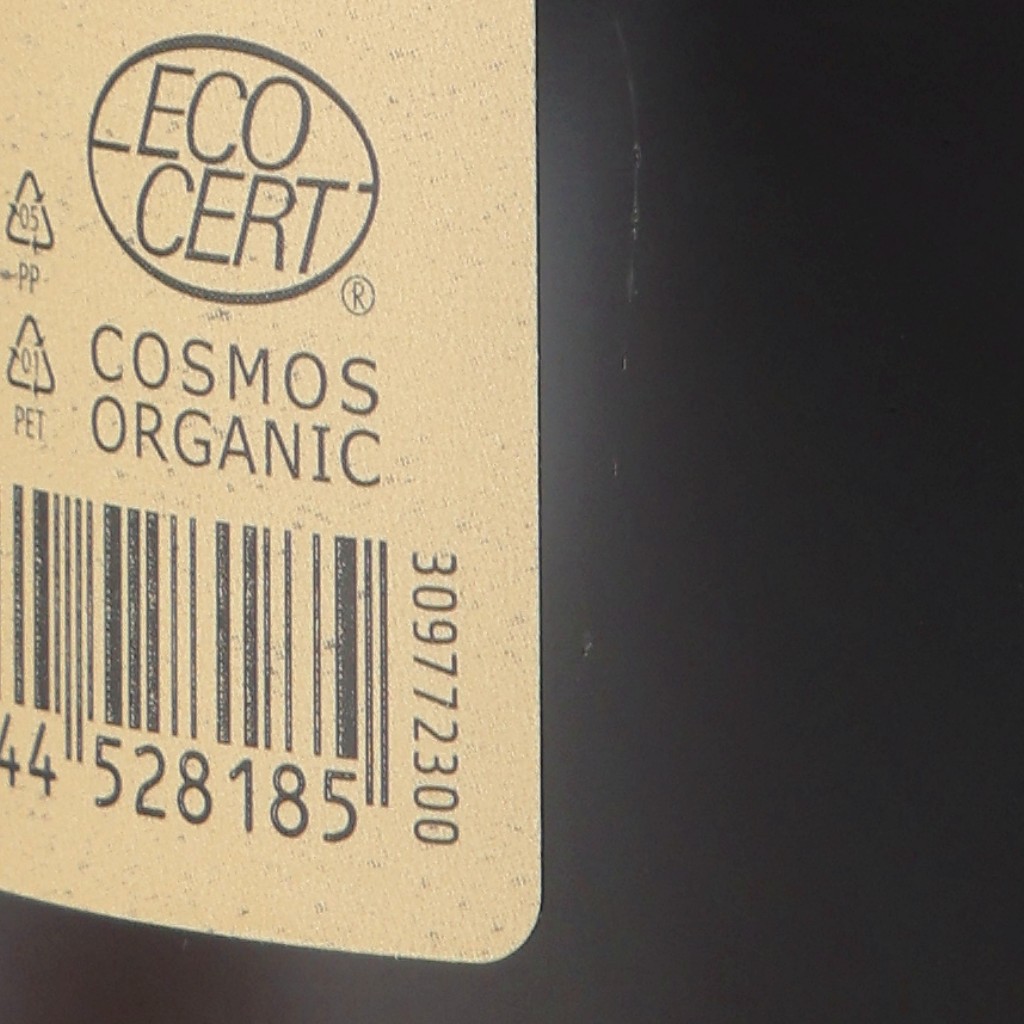 ECO
CERT
®
05
PP
01
PET
COSMOS
ORGANIC
44 528185
309772300